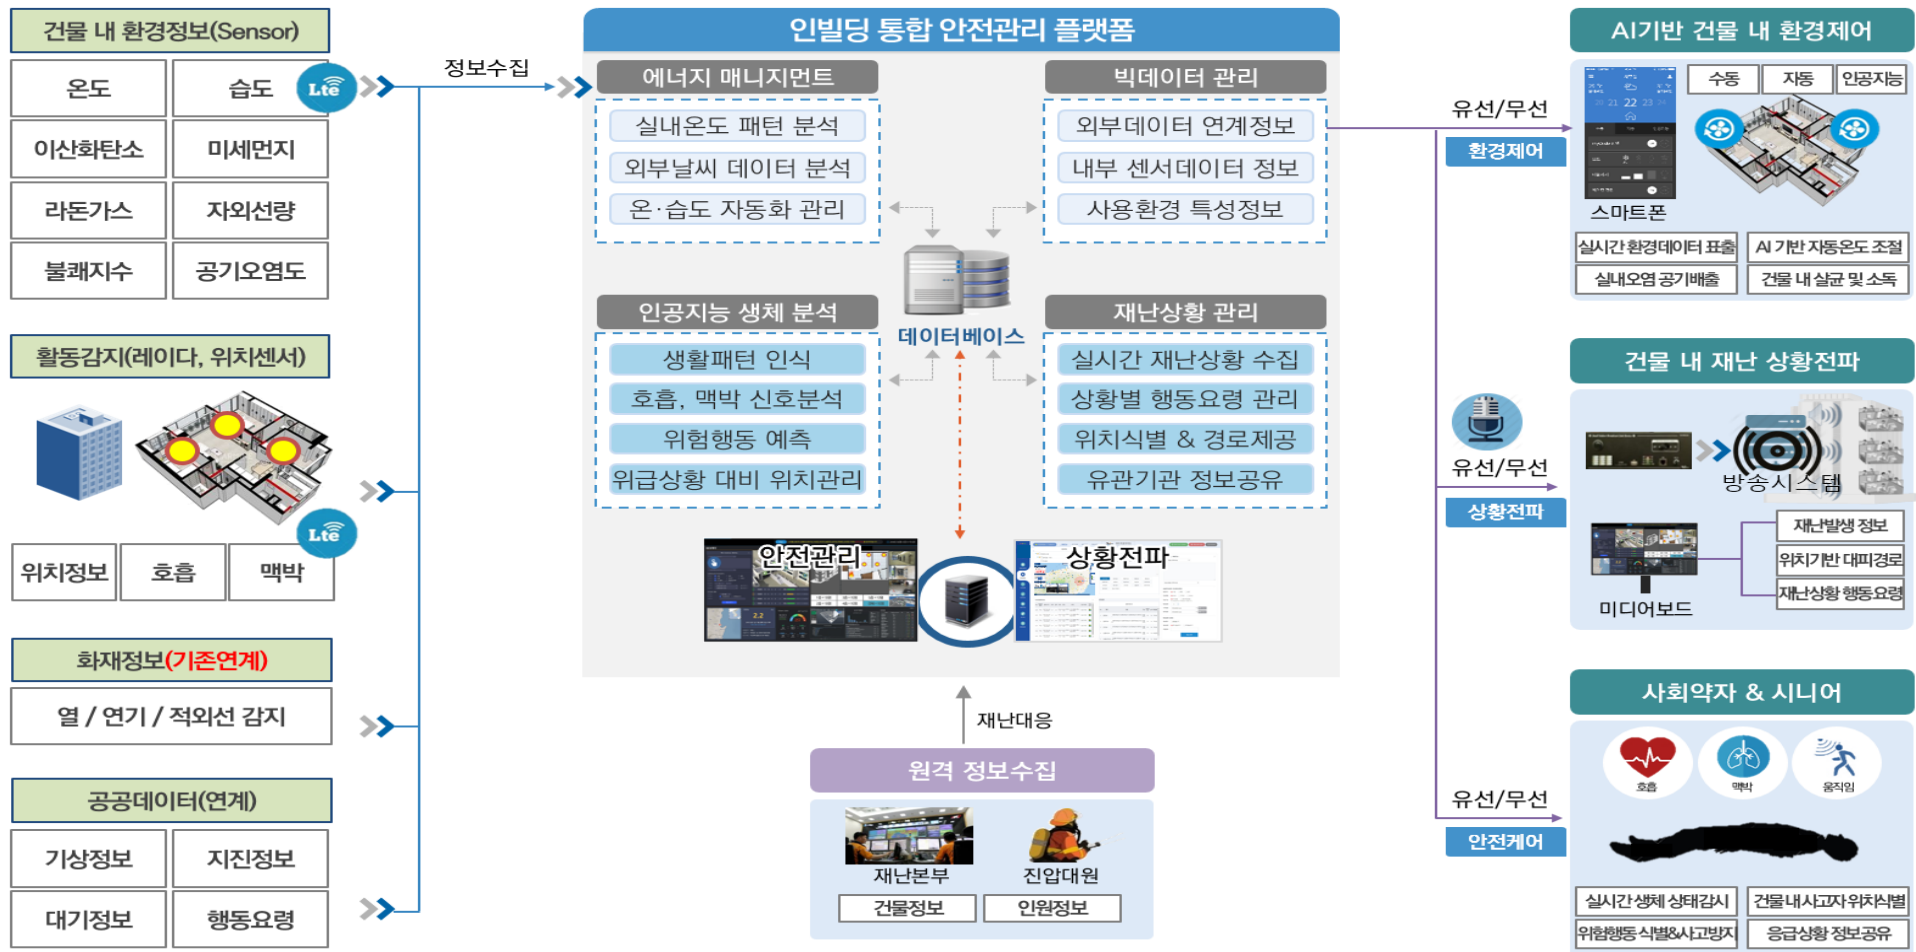 건물 내 환경정보(Sensor)
온도
습도
Lte
이산화탄소
미세먼지
라돈가스
자외선량
불쾌지수
공기오염도
활동감지(레이다, 위치센서)
Lte
위치정보
호흡
맥박
화재정보(기존연계)
열 / 연기 / 적외선 감지
공공데이터(연계)
기상정보
지진정보
대기정보
행동요령
정보수집
인빌딩 통합 안전관리 플랫폼
에너지 매니지먼트
실내온도 패턴 분석
외부날씨 데이터 분석
온·습도 자동화 관리
빅데이터 관리
외부데이터 연계정보
내부 센서데이터 정보
사용환경 특성정보
데이터베이스
인공지능 생체 분석
생활패턴 인식
호흡, 맥박 신호분석
위험행동 예측
위급상황 대비 위치관리
재난상황 관리
실시간 재난상황 수집
상황별 행동요령 관리
위치식별 & 경로제공
유관기관 정보공유
안전관리
상황전파
재난대응
원격 정보수집
재난본부
진압대원
건물정보
인원정보
유선/무선
환경제어
유선/무선
상황전파
유선/무선
안전케어
AI기반 건물 내 환경제어
수동
자동
인공지능
20 21 22 23 24
스마트폰
실시간 환경데이터 표출
AI 기반 자동온도 조절
실내오염 공기배출
건물 내 살균 및 소독
건물 내 재난 상황전파
방송시스템
재난발생 정보
위치기반 대피경로
재난상황 행동요령
미디어보드
사회약자 & 시니어
호흡
맥박
움직임
실시간 생체 상태감시
건물 내 사고자 위치식별
위험행동 식별&사고방지
응급상황 정보공유